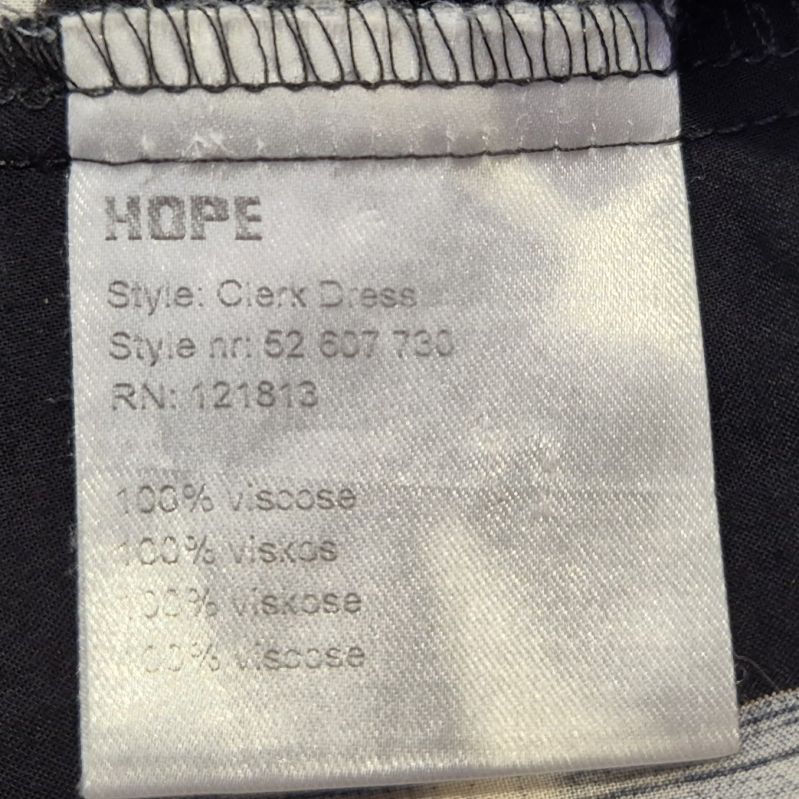 HOPE
Style: Clerk Dress
Style nr: 52 607 730
RN: 121813
100% viscose
100% viskos
100% viskose
100% viscose